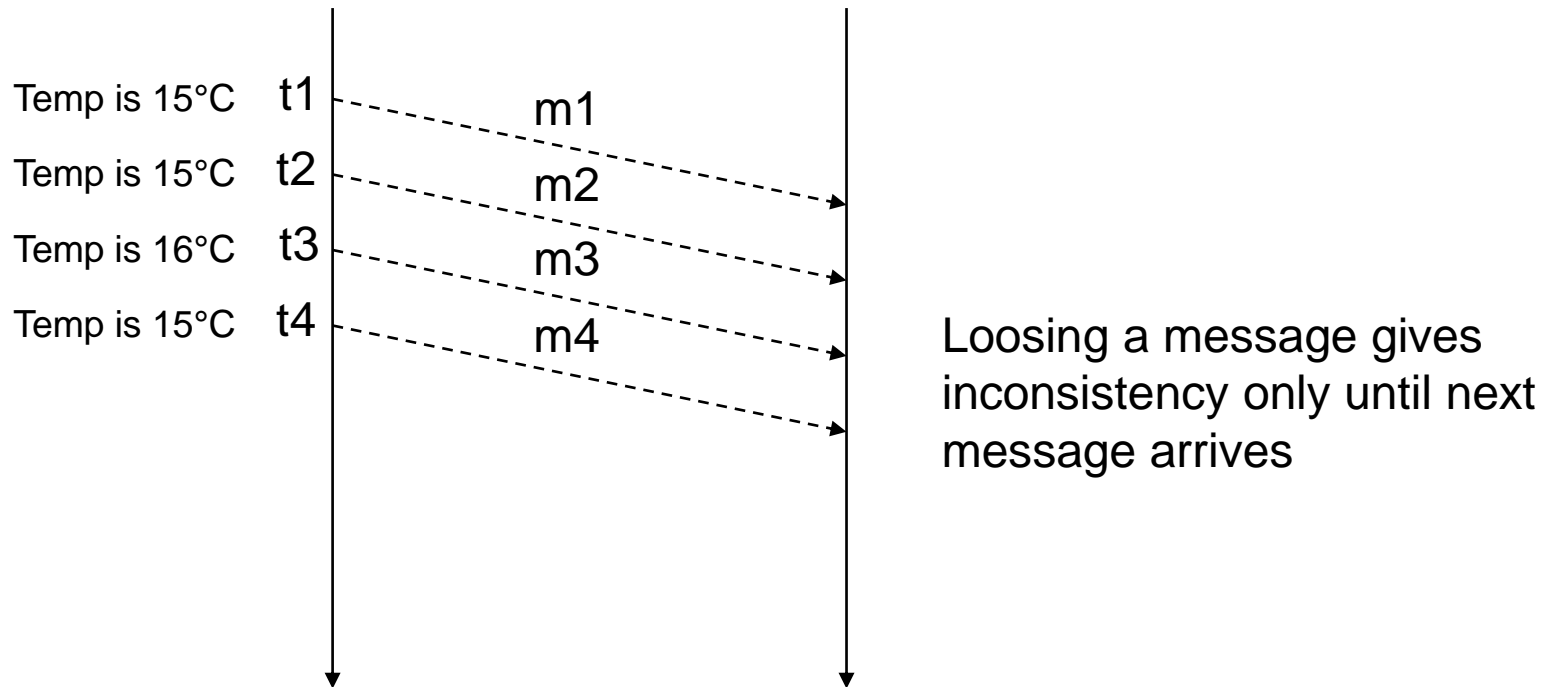 Temp is 15°C t1
m1
Temp is 15°C t2
m2
Temp is 16°C t3
m3
Temp is 15°C t4
m4
Loosing a message gives
inconsistency only until next
message arrives